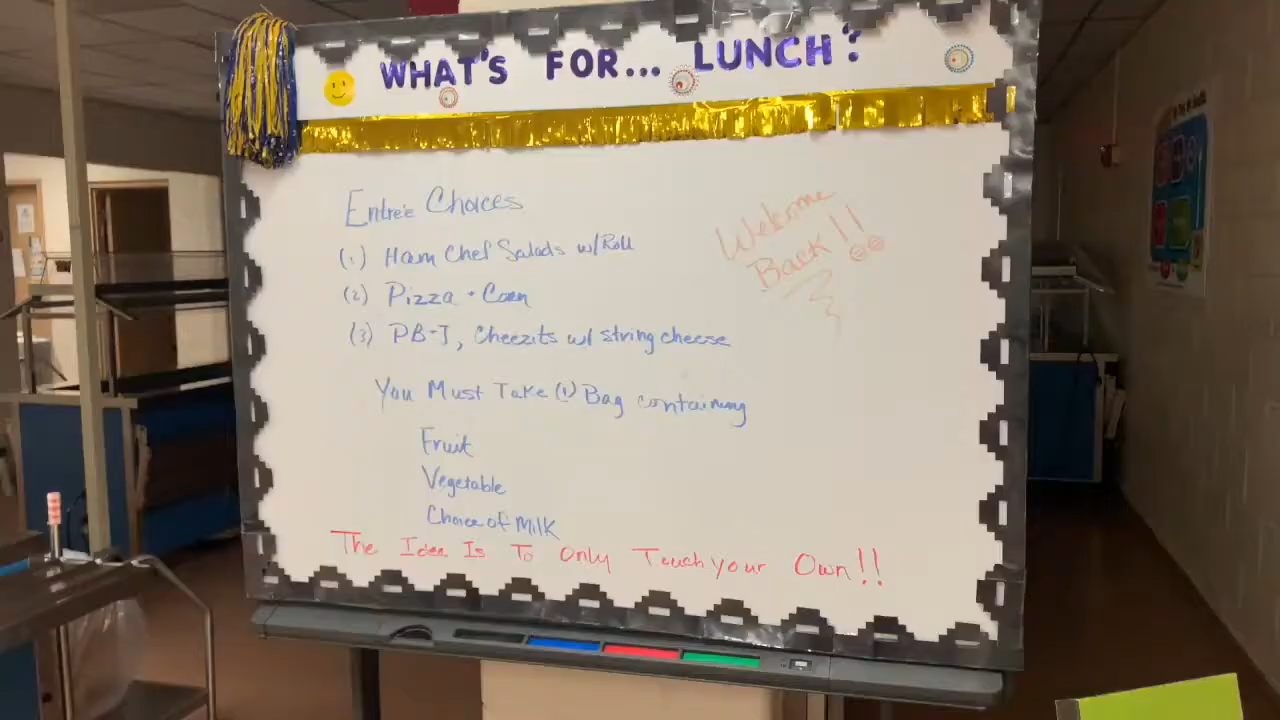 WHAT'S FOR... LUNCH?
Entrée Choices
Welcome
Back!!
(1) Ham Chef Salads w/Roll
(2) Pizza + Corn
(3) PB-J, Cheezits w/ string cheese
You Must Take (1) Bag containing
Fruit
Vegetable
Choice of Milk
The Idea Is To Only Touch your Own!!